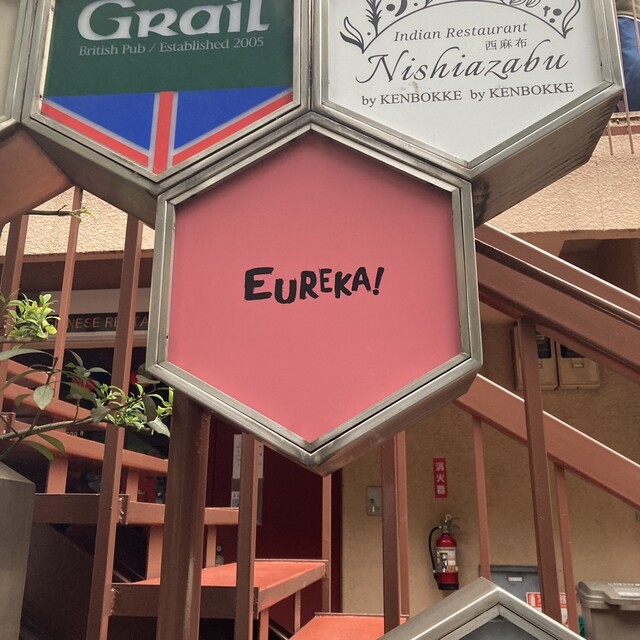 Grail
British Pub / Established 2005
Indian Restaurant
西麻布
Nishiazabu
by KENBOKKE by KENBOKKE
EUREKA!
消火器